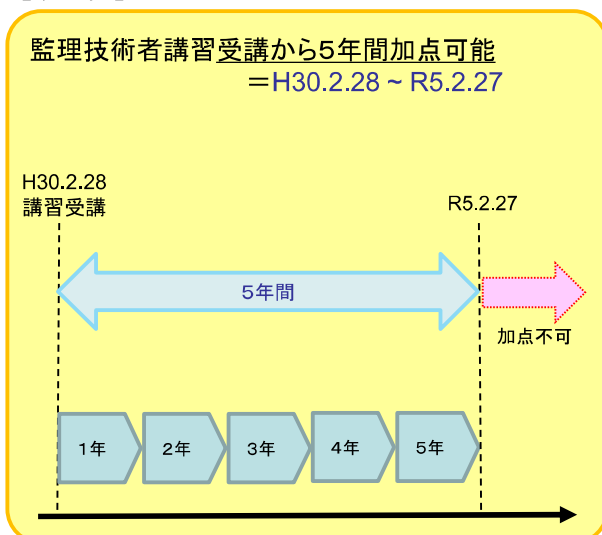 監理技術者講習受講から5年間加点可能
＝H30.2.28 ~ R5.2.27
H30.2.28
講習受講
R5.2.27
5年間
加点不可
1年
2年
3年
4年
5年